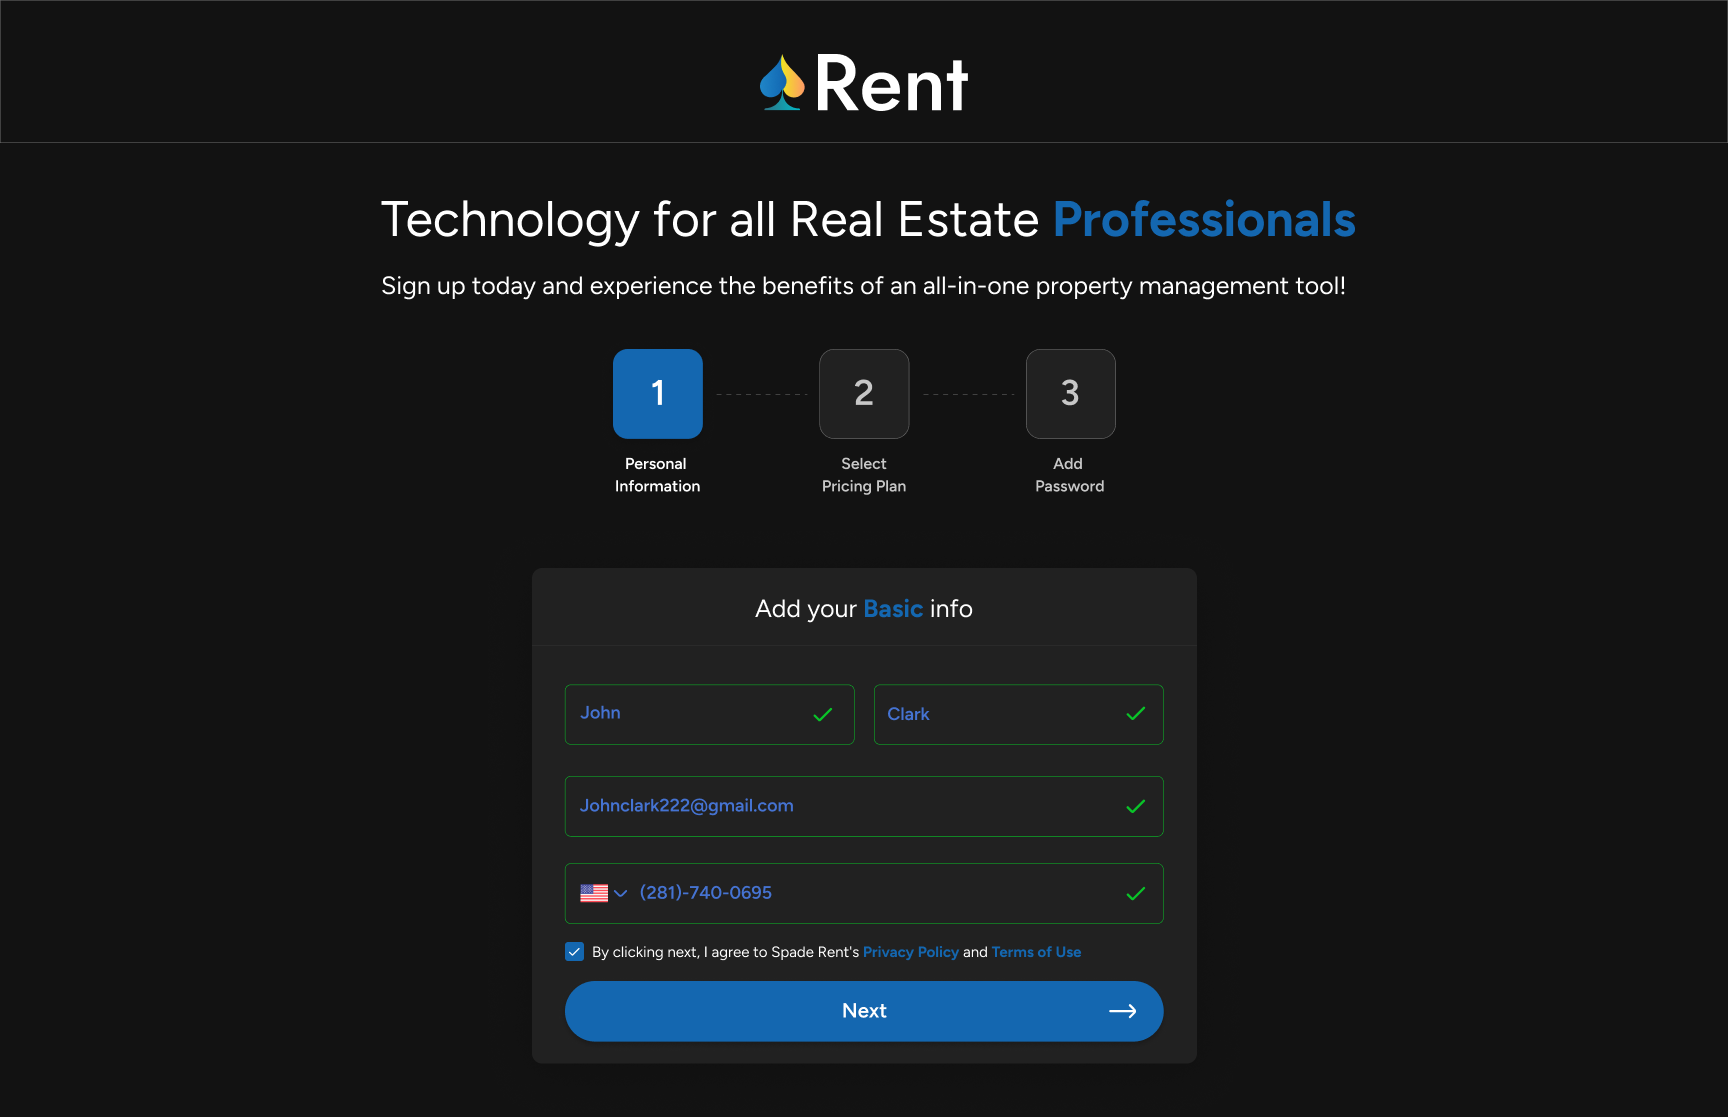 Rent
Technology for all Real Estate Professionals
Sign up today and experience the benefits of an all-in-one property management tool!
1
2
3
Personal
Information
Select
Pricing Plan
Add
Password
Add your Basic info
John
Clark
Johnclark222@gmail.com
(281)-740-0695
By clicking next, I agree to Spade Rent's Privacy Policy and Terms of Use
Next